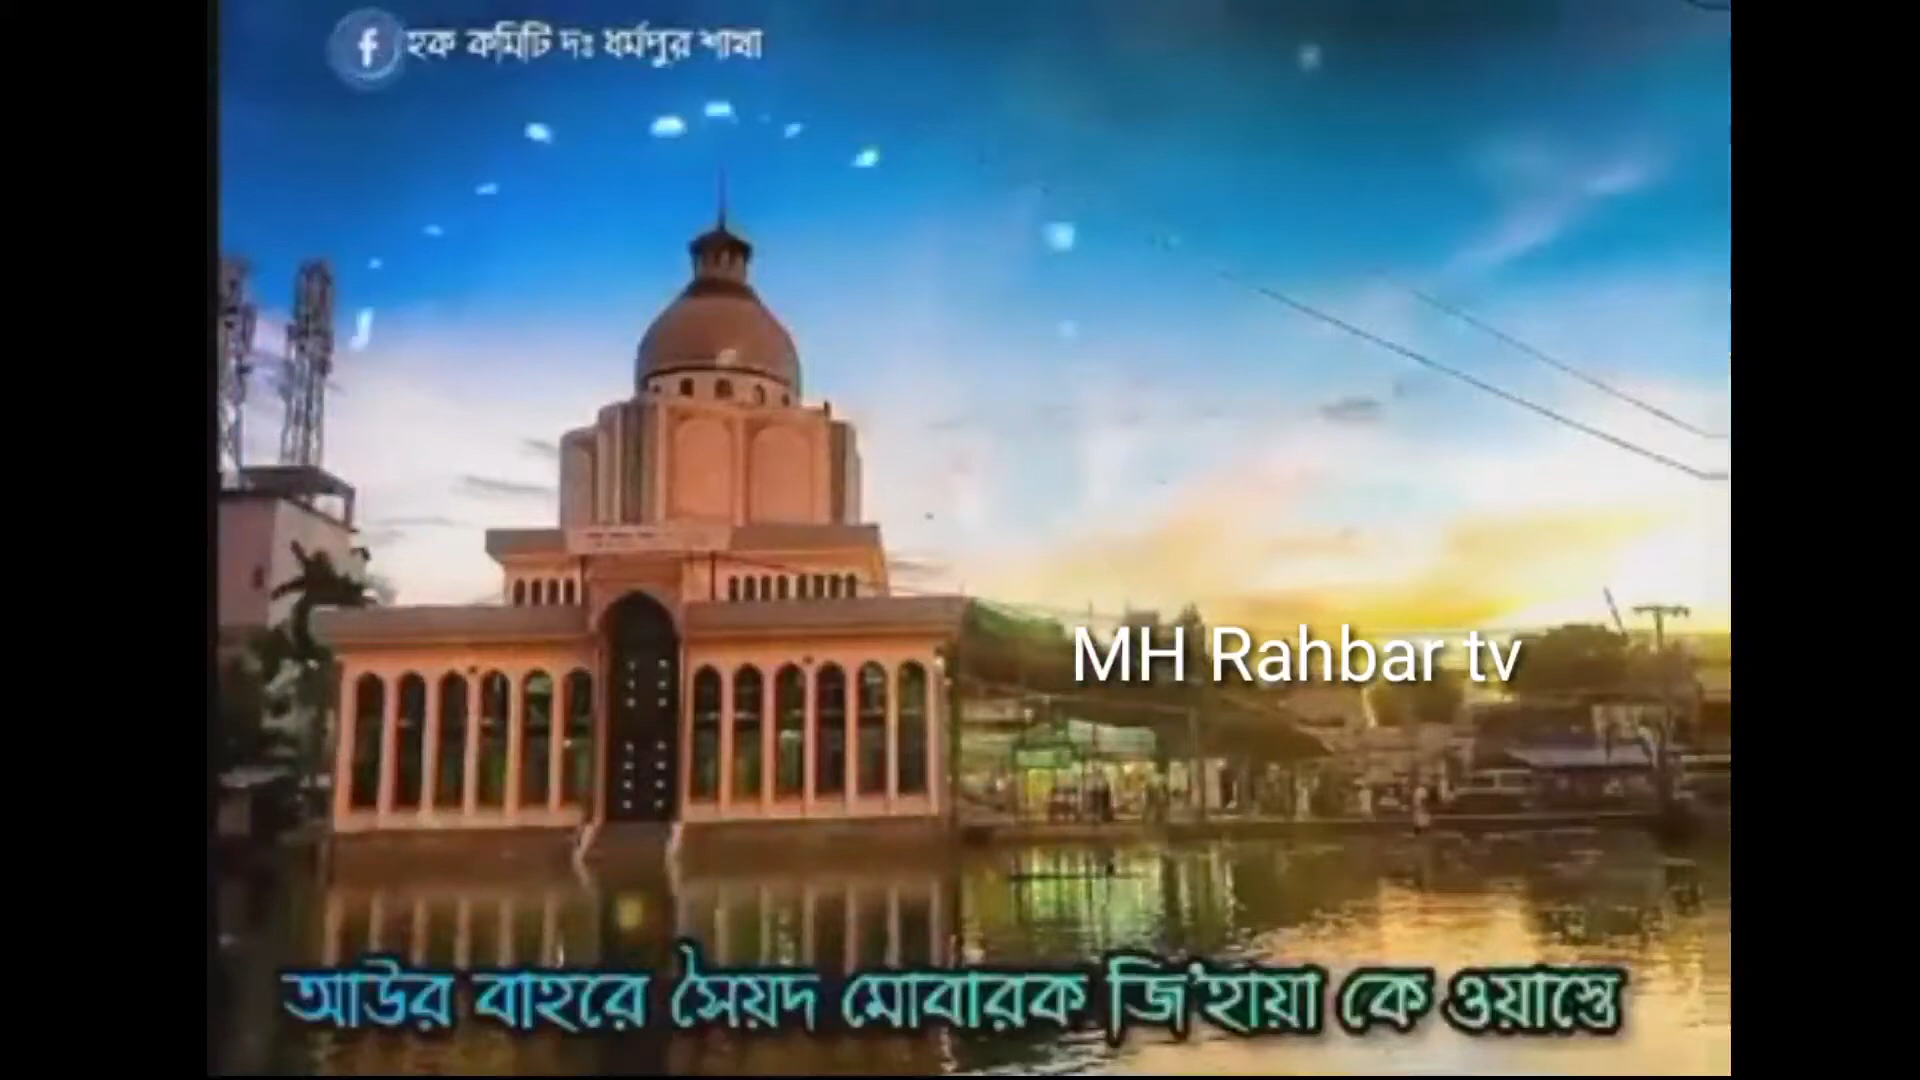 হক কমিটি দঃ ধর্মপুর শাখা
MH Rahbar tv
আউর বাহরে সৈয়দ মোবারক জি'হায়া কে ওয়াস্তে